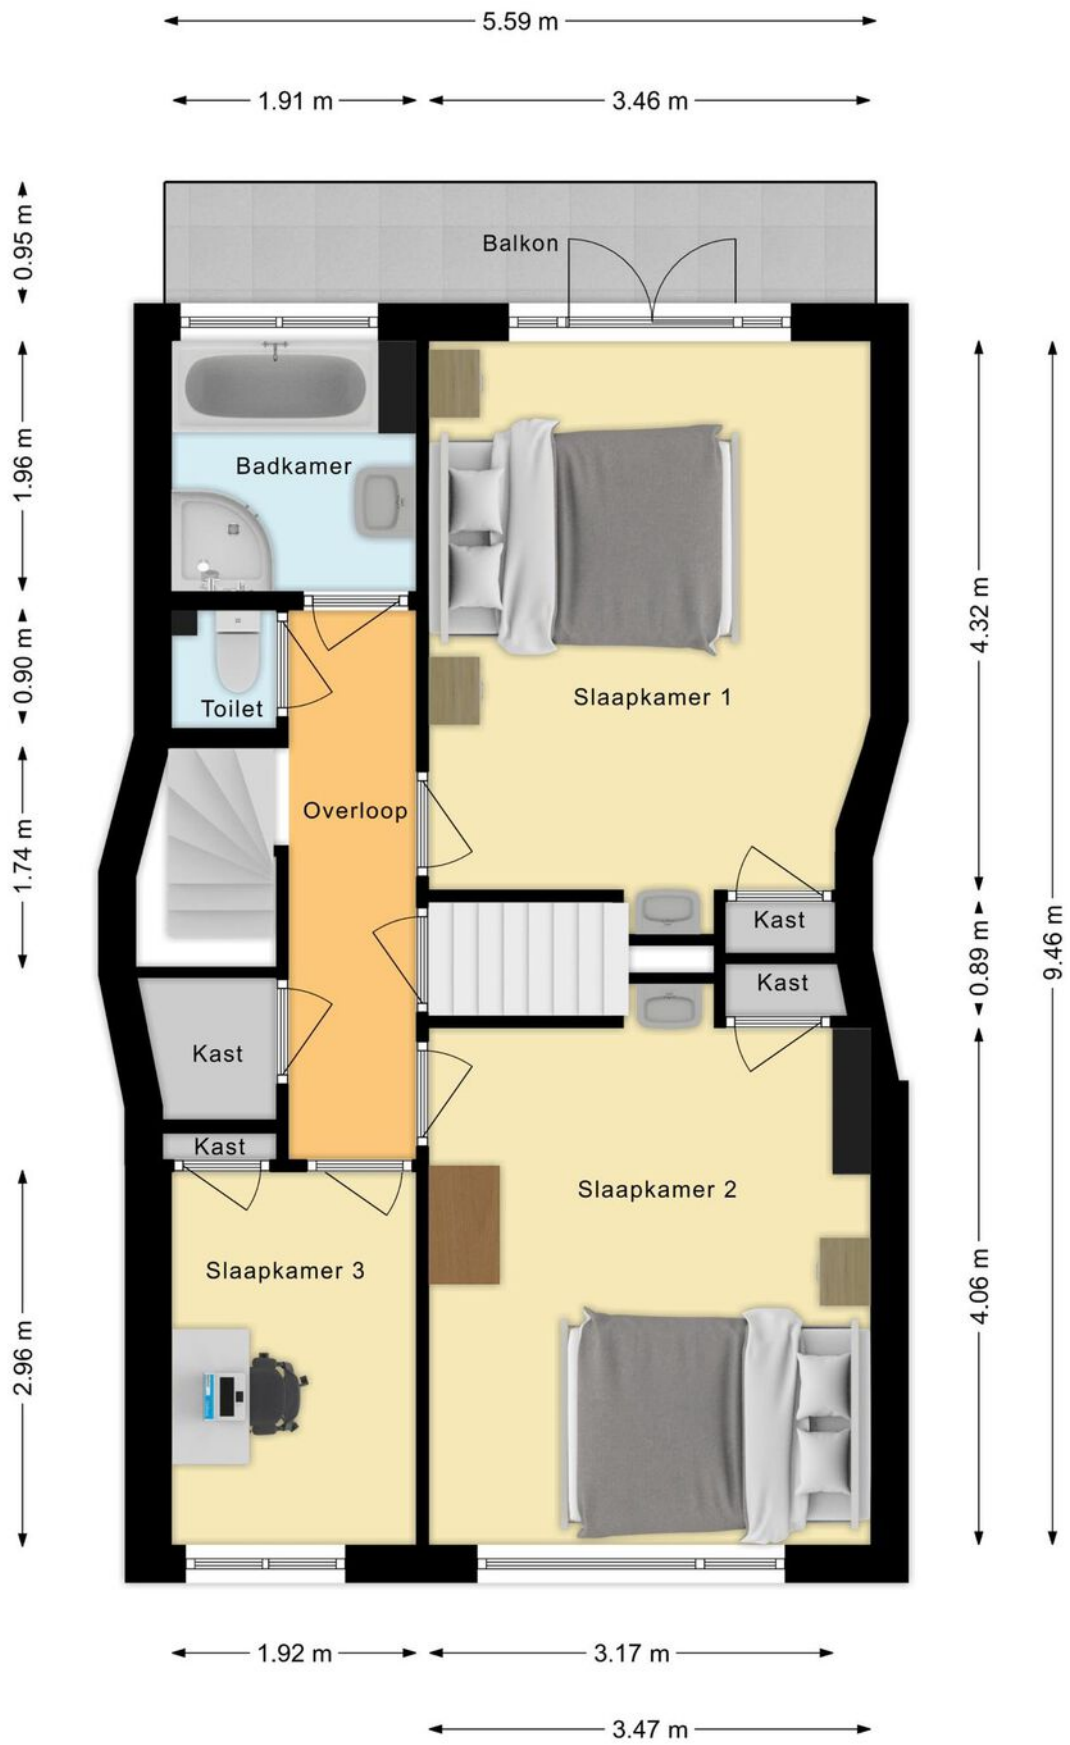 5.59 m
1.91 m
3.46 m
0.95 m
Balkon
1.96 m
Badkamer
4.32 m
0.90 m
Toilet
Slaapkamer 1
Overloop
1.74 m
Kast
0.89 m
9.46 m
Kast
Kast
Kast
Slaapkamer 2
Slaapkamer 3
4.06 m
2.96 m
1.92 m
3.17 m
3.47 m